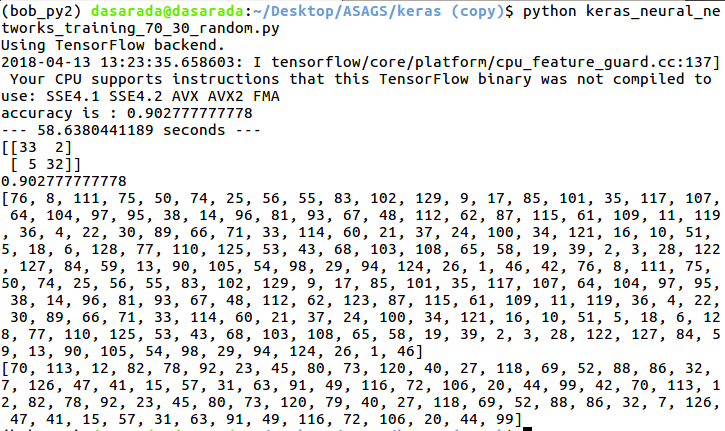 (bob_py2) dasarada@dasarada:~/Desktop/ASAGS/keras (copy)$ python keras_neural_ne
tworks_training_70_30_random.py
Using TensorFlow backend.
2018-04-13 13:23:35.658603: I tensorflow/core/platform/cpu_feature_guard.cc:137]
 Your CPU supports instructions that this TensorFlow binary was not compiled to
use: SSE4.1 SSE4.2 AVX AVX2 FMA
accuracy is : 0.902777777778
--- 58.6380441189 seconds ---
[[33  2]
 [ 5 32]]
0.902777777778
[76, 8, 111, 75, 50, 74, 25, 56, 55, 83, 102, 129, 9, 17, 85, 101, 35, 117, 107,
 64, 104, 97, 95, 38, 14, 96, 81, 93, 67, 48, 112, 62, 87, 115, 61, 109, 11, 119
, 36, 4, 22, 30, 89, 66, 71, 33, 114, 60, 21, 37, 24, 100, 34, 121, 16, 10, 51,
5, 18, 6, 128, 77, 110, 125, 53, 43, 68, 103, 108, 65, 58, 19, 39, 2, 3, 28, 122
, 127, 84, 59, 13, 90, 105, 54, 98, 29, 94, 124, 26, 1, 46, 42, 76, 8, 111, 75,
50, 74, 25, 56, 55, 83, 102, 129, 9, 17, 85, 101, 35, 117, 107, 64, 104, 97, 95,
 38, 14, 96, 81, 93, 67, 48, 112, 62, 123, 87, 115, 61, 109, 11, 119, 36, 4, 22,
 30, 89, 66, 71, 33, 114, 60, 21, 37, 24, 100, 34, 121, 16, 10, 51, 5, 18, 6, 12
8, 77, 110, 125, 53, 43, 68, 103, 108, 65, 58, 19, 39, 2, 3, 28, 122, 127, 84, 5
9, 13, 90, 105, 54, 98, 29, 94, 124, 26, 1, 46]
[70, 113, 12, 82, 78, 92, 23, 45, 80, 73, 120, 40, 27, 118, 69, 52, 88, 86, 32,
7, 126, 47, 41, 15, 57, 31, 63, 91, 49, 116, 72, 106, 20, 44, 99, 42, 70, 113, 1
2, 82, 78, 92, 23, 45, 80, 73, 120, 79, 40, 27, 118, 69, 52, 88, 86, 32, 7, 126,
 47, 41, 15, 57, 31, 63, 91, 49, 116, 72, 106, 20, 44, 99]